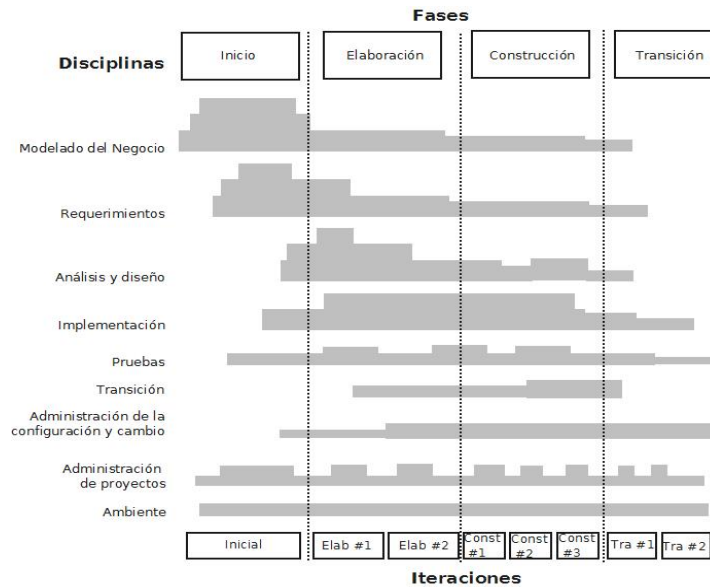 Fases
Disciplinas
Inicio
Elaboración
Construcción
Transición
Modelado del Negocio
Requerimientos
Análisis y diseño
Implementación
Pruebas
Transición
Administración de la
configuración y cambio
Administración
de proyectos
Ambiente
Inicial
Elab #1
Elab #2
Const
#1
Const
#2
Const
#3
Tra #1
Tra #2
Iteraciones